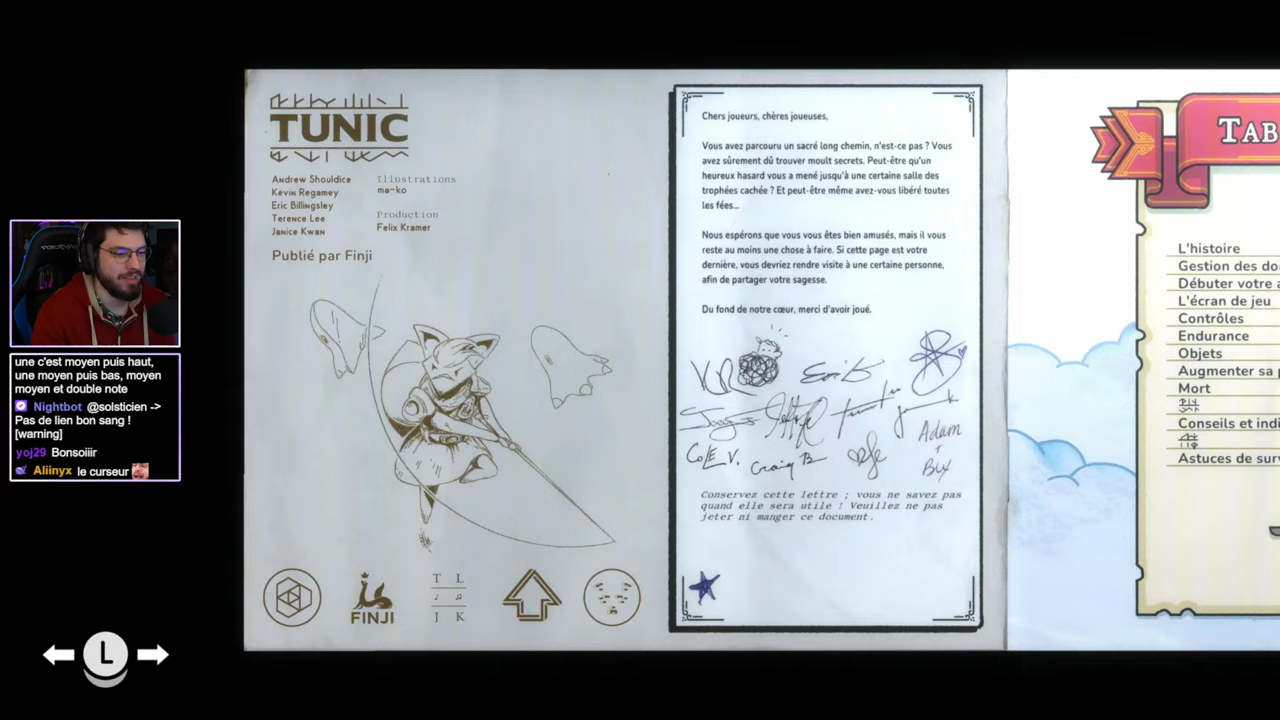 TUNIC
Andrew Shouldice
Kevin Regamey
Eric Billingsley
Terence Lee
Janice Kwan
Illustrations
ma-ko
Production
Felix Kramer
Publié par Finji
FINJI
T L
J K
Chers joueurs, chères joueuses,
Vous avez parcouru un sacré long chemin, n'est-ce pas ? Vous
avez sûrement dû trouver moult secrets. Peut-être qu'un
heureux hasard vous a mené jusqu'à une certaine salle des
trophées cachée ? Et peut-être même avez-vous libéré toutes
les fées...
Nous espérons que vous vous êtes bien amusés, mais il vous
reste au moins une chose à faire. Si cette page est votre
dernière, vous devriez rendre visite à une certaine personne,
afin de partager votre sagesse.
Du fond de notre cœur, merci d'avoir joué.
Cole V.
Craig B
Adam
+
Bex
Conservez cette lettre ; vous ne savez pas
quand elle sera utile ! Veuillez ne pas
jeter ni manger ce document.
TAB
L'histoire
Gestion des do
Débuter votre a
L'écran de jeu
Contrôles
Endurance
Objets
Augmenter sa p
Mort
Conseils et indi
Astuces de sur
une c'est moyen puis haut,
une moyen puis bas, moyen
moyen et double note
Nightbot @solsticien ->
Pas de lien bon sang !
[warning]
yoj29 Bonsoiiir
Aliinyx le curseur
L